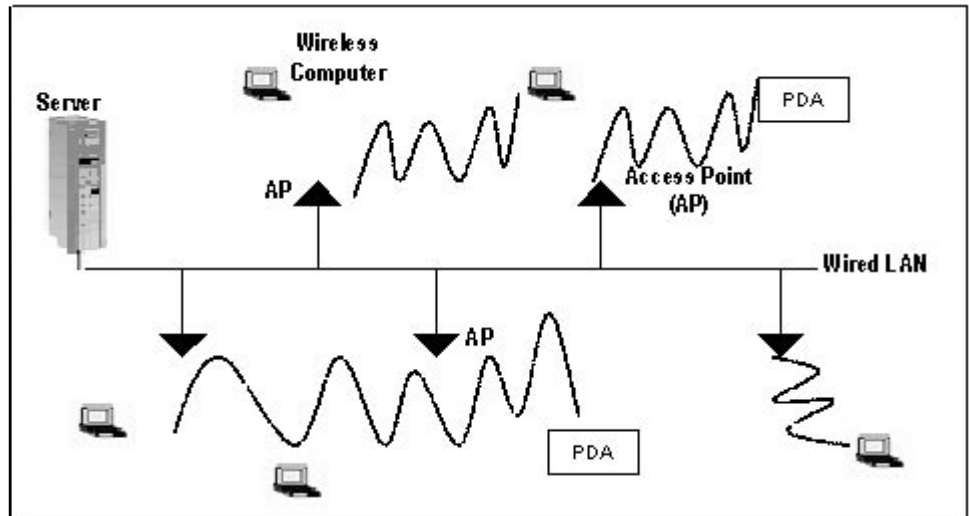 Wireless
Computer
Server
PDA
AP
Access Point
(AP)
Wired LAN
AP
PDA